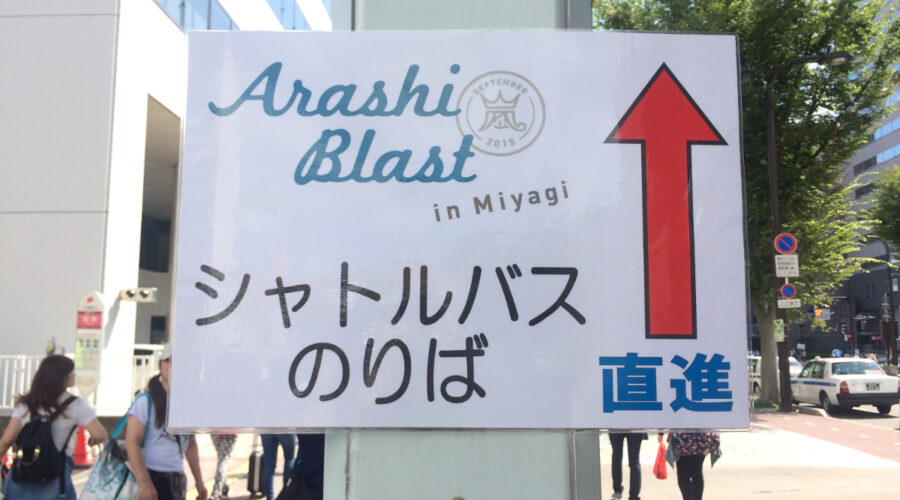 Arashi
Blast
SEPTEMBER
嵐
2015
in Miyagi
シャトルバス
のりば
直進